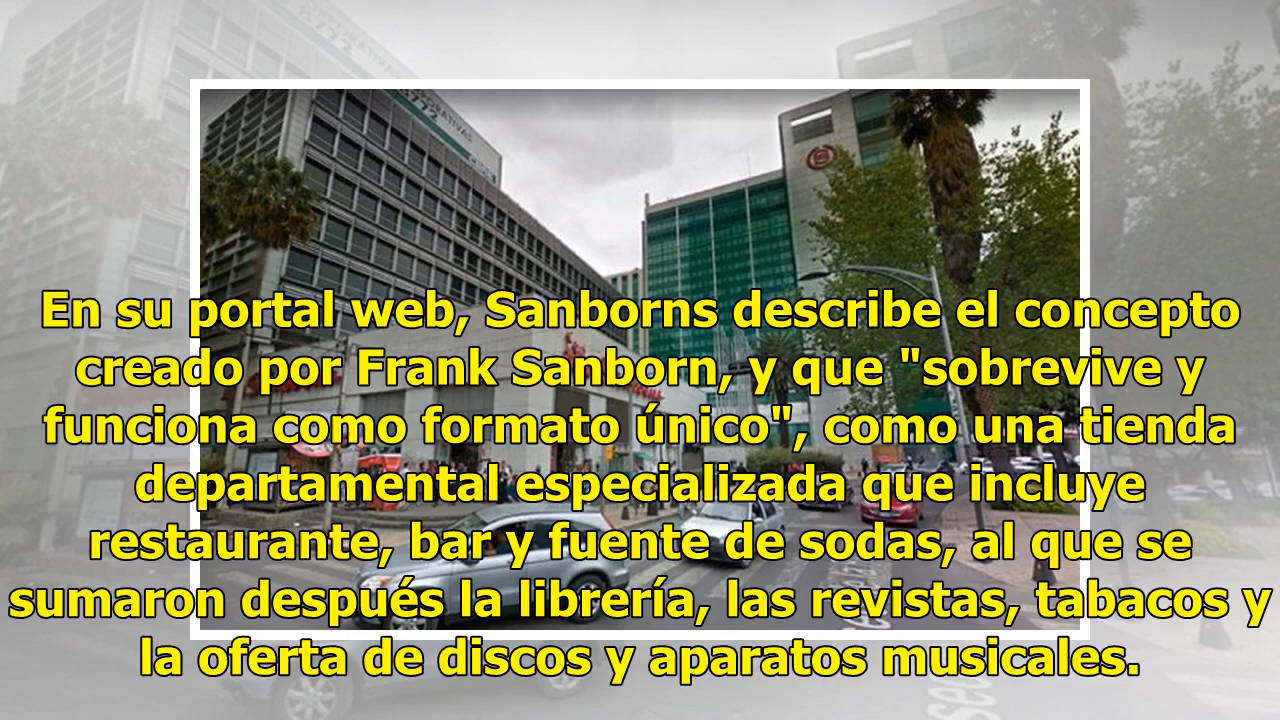 En su portal web, Sanborns describe el concepto
creado por Frank Sanborn, y que "sobrevive y
funciona como formato único", como una tienda
departamental especializada que incluye
restaurante, bar y fuente de sodas, al que se
sumaron después la librería, las revistas, tabacos y
la oferta de discos y aparatos musicales.